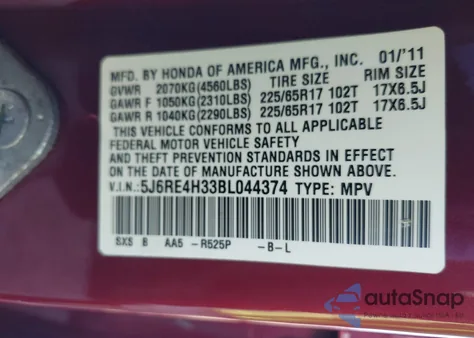 MFD. BY HONDA OF AMERICA MFG., INC. 01/'11
GVWR 2070KG(4560LBS) TIRE SIZE RIM SIZE
GAWR F 1050KG(2310LBS) 225/65R17 102T 17X6.5J
GAWR R 1040KG(2290LBS) 225/65R17 102T 17X6.5J
THIS VEHICLE CONFORMS TO ALL APPLICABLE
FEDERAL MOTOR VEHICLE SAFETY, BUMPER,
AND THEFT PREVENTION STANDARDS IN EFFECT
ON THE DATE OF MANUFACTURE SHOWN ABOVE.
V.I.N.: 5J6RE4H33BL044374 TYPE: MPV
SXS B AA5 -R525P -B-L
autoSnap